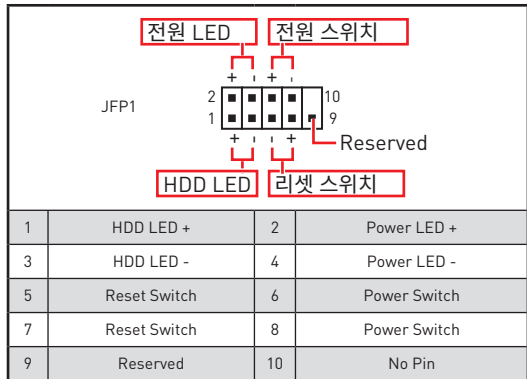 전원 LED 전원 스위치
+ - + -
JFP1
2 10
1 9
+ - - +
Reserved
HDD LED 리셋 스위치
1 HDD LED + 2 Power LED +
3 HDD LED - 4 Power LED -
5 Reset Switch 6 Power Switch
7 Reset Switch 8 Power Switch
9 Reserved 10 No Pin